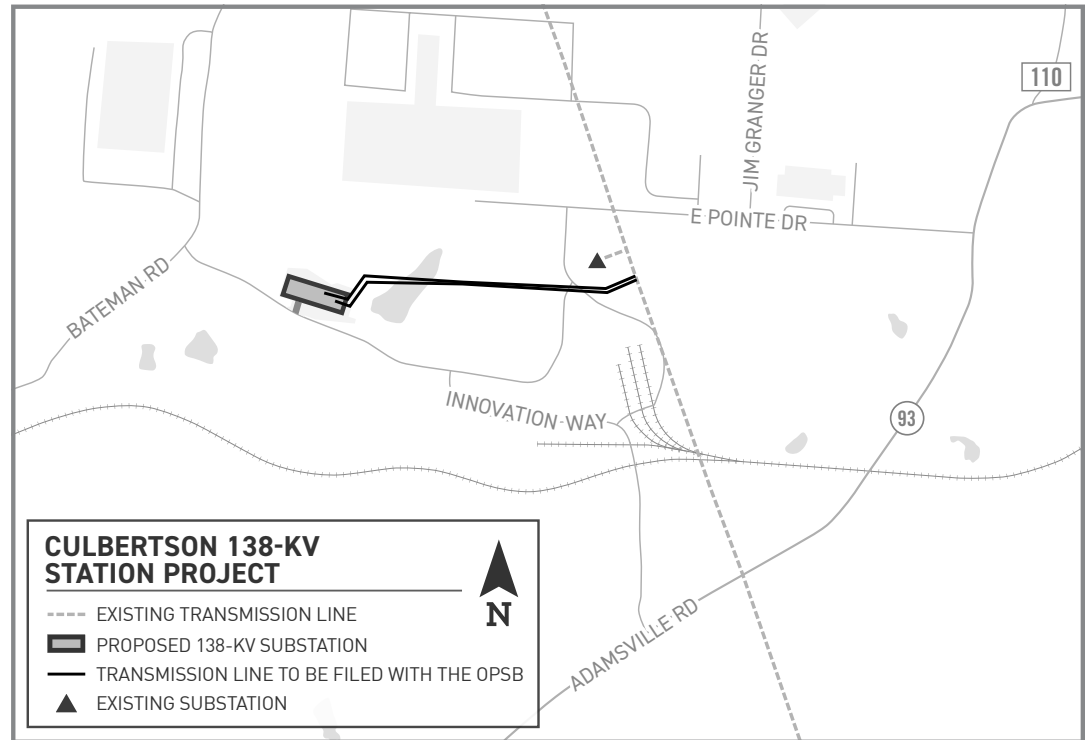 110
JIM GRANGER DR
E POINTE DR
BATEMAN RD
INNOVATION WAY
93
ADAMSVILLE RD
CULBERTSON 138-KV
STATION PROJECT
N
EXISTING TRANSMISSION LINE
PROPOSED 138-KV SUBSTATION
TRANSMISSION LINE TO BE FILED WITH THE OPSB
EXISTING SUBSTATION